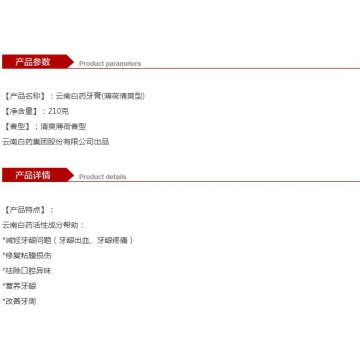 产品参数 Product parameters
【产品名称】：云南白药牙膏(薄荷清爽型)
【净含量】：210克
【香型】：清爽薄荷香型
云南白药集团股份有限公司出品
产品详情 Product details
【产品特点】：
云南白药活性成分帮助：
*减轻牙龈问题（牙龈出血、牙龈疼痛）
*修复粘膜损伤
*祛除口腔异味
*营养牙龈
*改善牙周